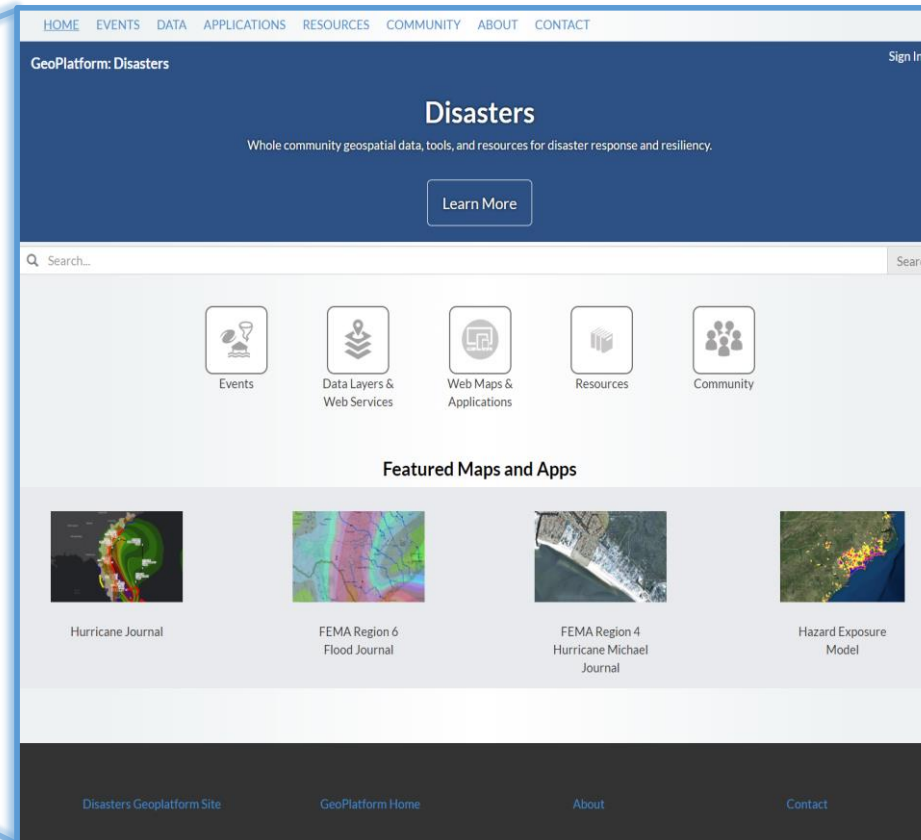 HOME EVENTS DATA APPLICATIONS RESOURCES COMMUNITY ABOUT CONTACT
GeoPlatform: Disasters
Sign In
Disasters
Whole community geospatial data, tools, and resources for disaster response and resiliency.
Learn More
Search...
Sear
Events
Data Layers &
Web Services
Web Maps &
Applications
Resources
Community
Featured Maps and Apps
Hurricane Journal
FEMA Region 6
Flood Journal
FEMA Region 4
Hurricane Michael
Journal
Hazard Exposure
Model
Disasters Geoplatform Site GeoPlatform Home About Contact